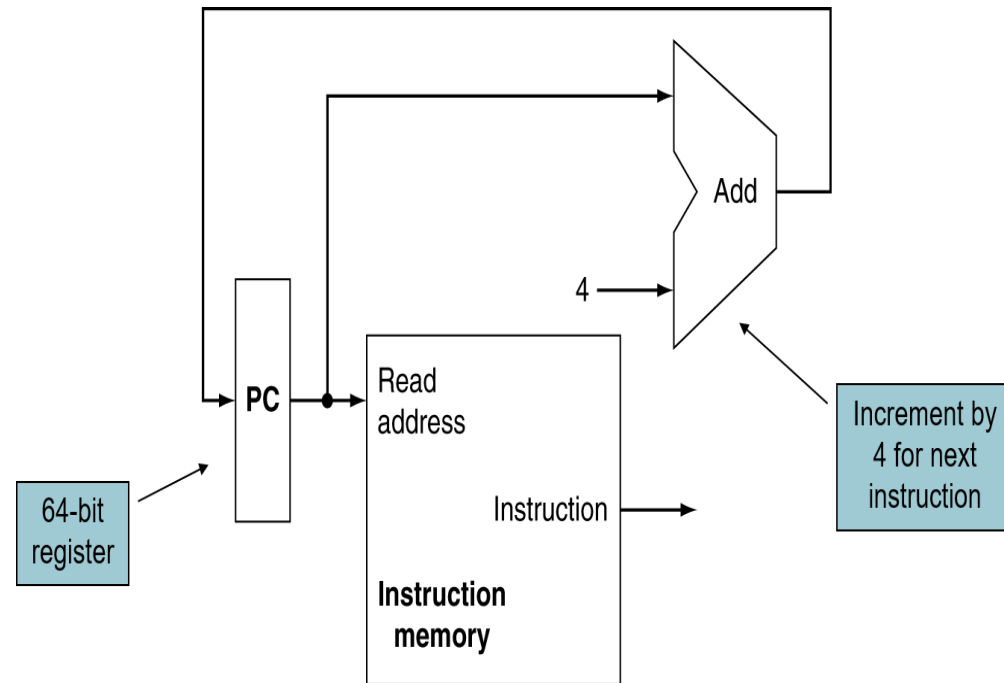 Add
4
PC
Read
address
Increment by
4 for next
instruction
64-bit
register
Instruction
Instruction
memory